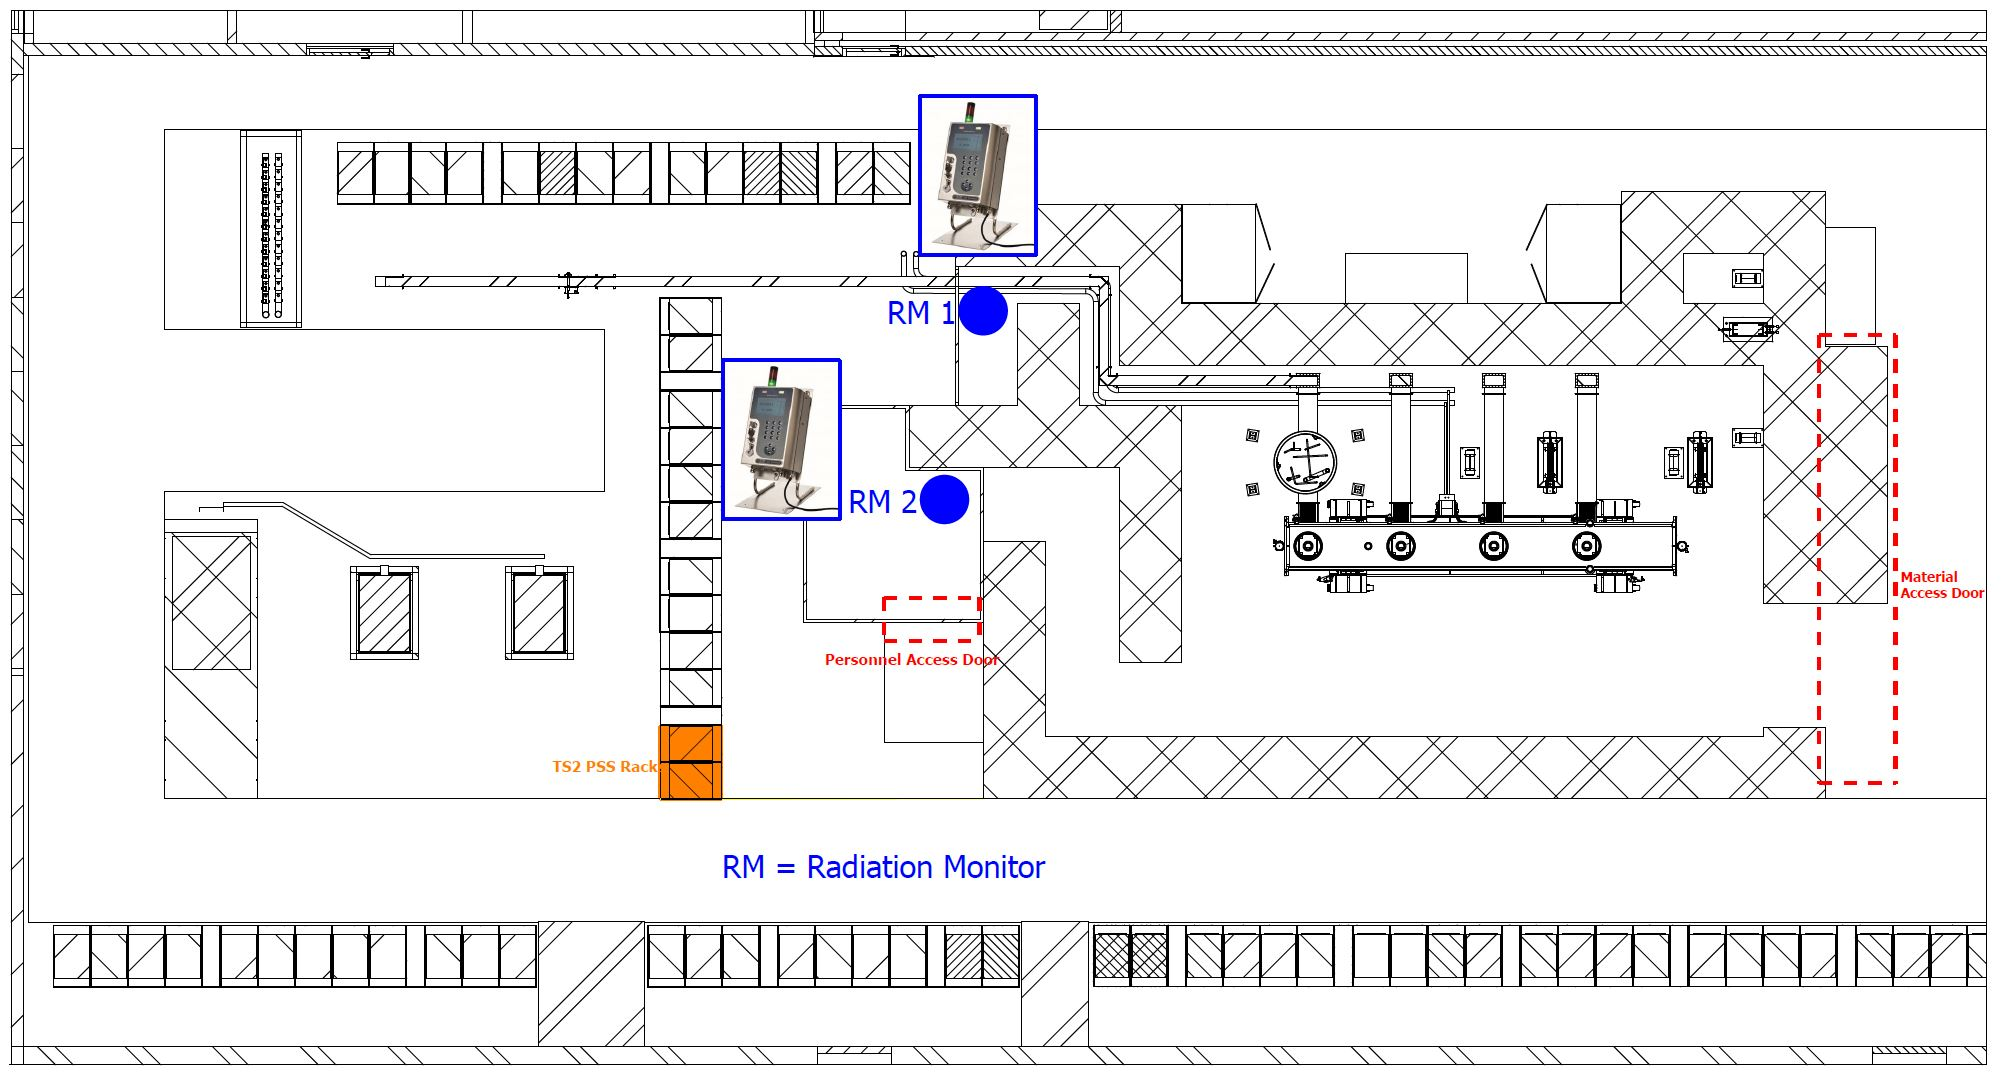 RM 1
RM 2
Material
Access Door
Personnel Access Door
TS2 PSS Rack
RM = Radiation Monitor